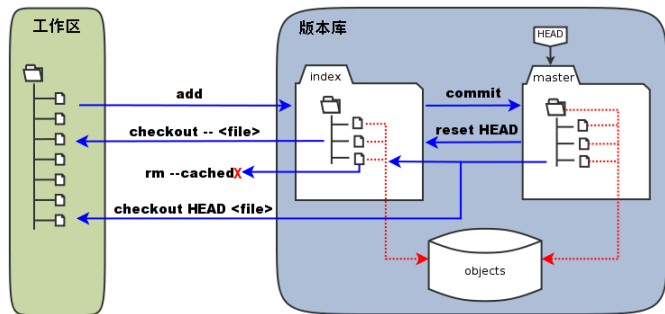 工作区
版本库
HEAD
index
master
add
commit
checkout -- <file>
reset HEAD
rm --cached X
checkout HEAD <file>
objects